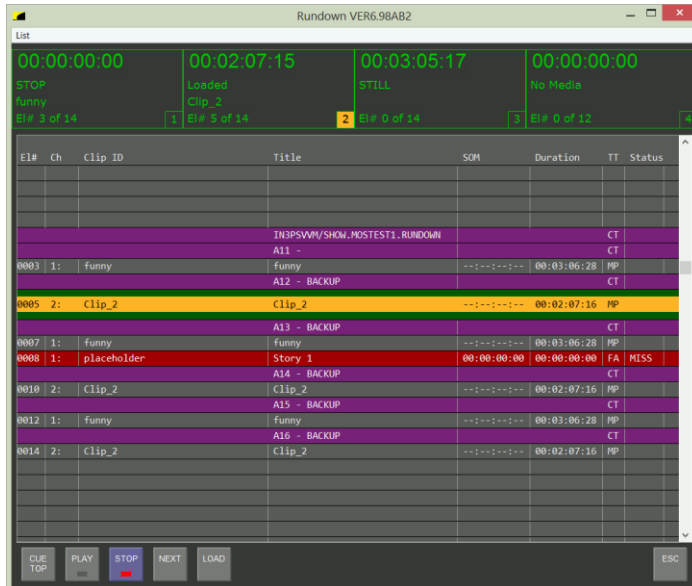 Rundown VER6.98AB2
List
00:00:00:00 00:02:07:15 00:03:05:17 00:00:00:00
STOP Loaded STILL No Media
funny Clip_2
El# 3 of 14 1 El# 5 of 14 2 El# 0 of 14 3 El# 0 of 12 4
El# Ch Clip ID Title SOM Duration TT Status
IN3PSVVM/SHOW.MOSTEST1.RUNDOWN CT
A11 - CT
0003 1: funny funny --:--:--:-- 00:03:06:28 MP
A12 - BACKUP CT
0005 2: Clip_2 Clip_2 --:--:--:-- 00:02:07:16 MP
A13 - BACKUP CT
0007 1: funny funny --:--:--:-- 00:03:06:28 MP
0008 1: placeholder Story 1 00:00:00:00 00:00:00:00 FA MISS
A14 - BACKUP CT
0010 2: Clip_2 Clip_2 --:--:--:-- 00:02:07:16 MP
A15 - BACKUP CT
0012 1: funny funny --:--:--:-- 00:03:06:28 MP
A16 - BACKUP CT
0014 2: Clip_2 Clip_2 --:--:--:-- 00:02:07:16 MP
CUE TOP PLAY STOP NEXT LOAD ESC